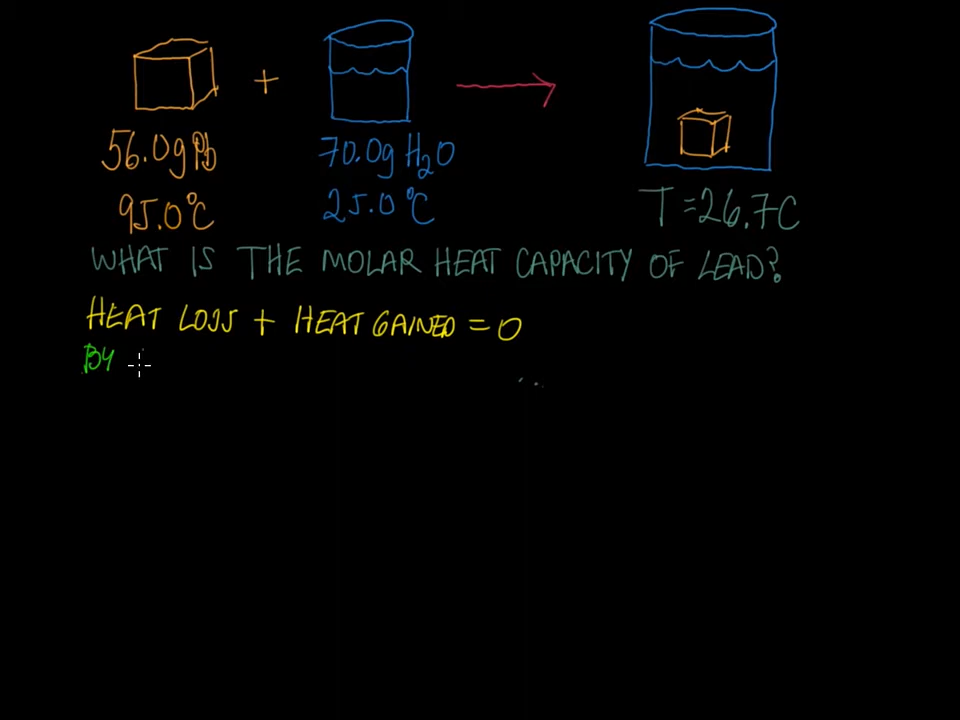 +
56.0g Pb 70.0g H₂O
95.0°C 25.0°C T=26.7C
WHAT IS THE MOLAR HEAT CAPACITY OF LEAD?
HEAT LOSS + HEAT GAINED = 0
BY